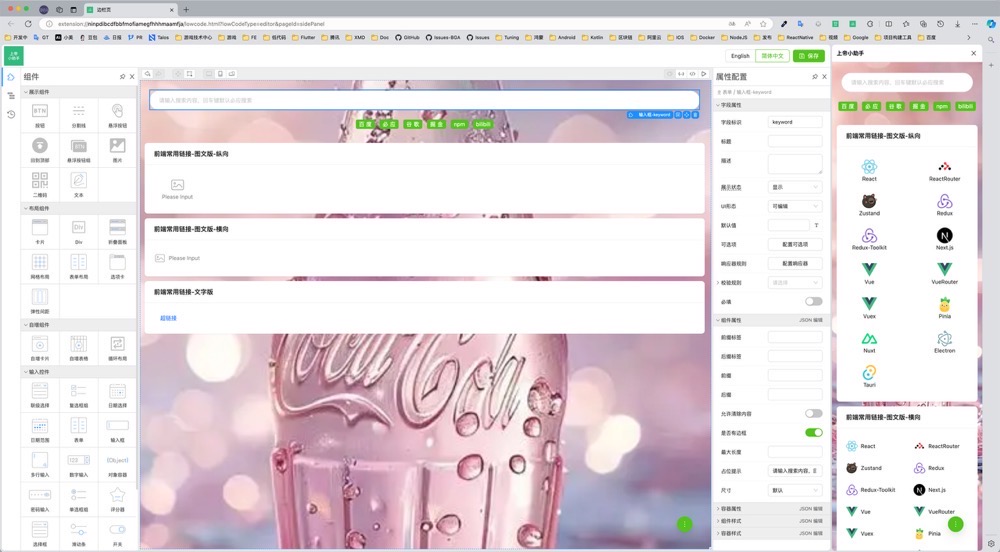 边栏页
extension://ninnpdibcdfbbfmofiamegfhhhmaamfja/lowcode.html#lowCodeType=editor&pageId=sidePanel
开发中 GT AI 小美 豆包 日报 PR Talos 游戏技术中心 游戏 FE 低代码 Flutter 腾讯 XMD Doc GitHub Issues·BGA Issues Tuning 鸿蒙 Android Kotlin 区块链 阿里云 IOS Docker NodeJS 发布 ReactNative 视频 Google 项目构建工具 百度
上帝
小助手
English 简体中文 保存
组件
展示组件
按钮 分割线 悬浮按钮
回到顶部 悬浮按钮组 图片
二维码 文本
布局组件
卡片 Div 折叠面板
网格布局 表单布局 选项卡
弹性间距
自增组件
自增卡片 自增表格 循环布局
输入控件
联级选择 复选框组 日期选择
日期范围 表单 输入框
多行输入 数字输入 对象容器
密码输入 单选框组 评分器
选择框 滑动条 开关
请输入搜索内容，回车键默认必应搜索
输入框-keyword
百度 必应 谷歌 掘金 npm bilibili
前端常用链接-图文版-纵向
Please Input
前端常用链接-图文版-横向
Please Input
前端常用链接-文字版
超链接
Coca
属性配置
表单 / 输入框-keyword
字段属性
字段标识 keyword
标题
描述
展示状态 显示
UI形态 可编辑
默认值
可选项 配置可选项
响应器规则 配置响应器
校验规则 请选择
必填
组件属性 JSON 编辑
前缀标签
后缀标签
前缀
后缀
允许清除内容
是否有边框
最大长度
占位提示 请输入搜索内容，回
尺寸 默认
容器属性 JSON 编辑
组件样式 JSON 编辑
容器样式 JSON 编辑
上帝小助手
请输入搜索内容，回车键默认必应搜索
百度 必应 谷歌 掘金 npm bilibili
前端常用链接-图文版-纵向
React ReactRouter
Zustand Redux
Redux-Toolkit Next.js
Vue VueRouter
Vuex Pinia
Nuxt Electron
Tauri
前端常用链接-图文版-横向
React ReactRouter
Zustand Redux
Redux-Toolkit Next.js
Vue VueRouter
Vuex Pinia